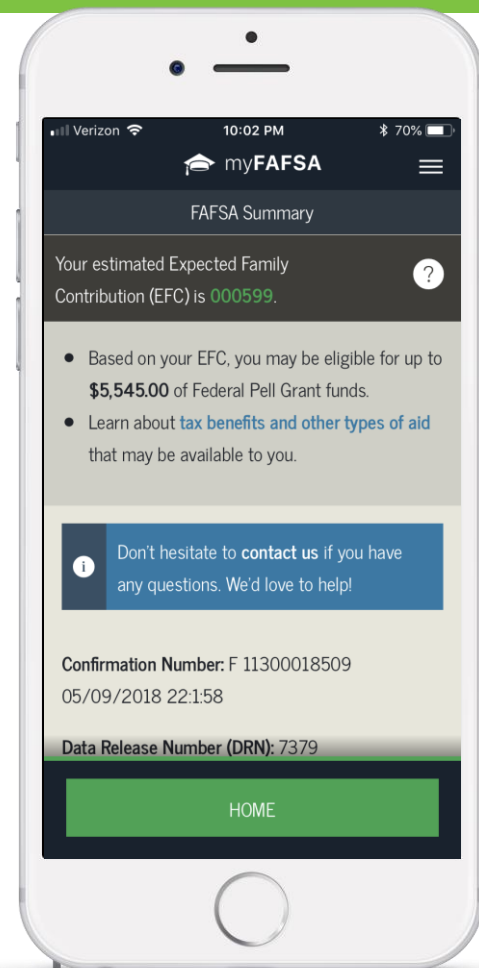 Verizon 10:02 PM 70%
myFAFSA
FAFSA Summary
Your estimated Expected Family
Contribution (EFC) is 000599.
?
• Based on your EFC, you may be eligible for up to
$5,545.00 of Federal Pell Grant funds.
• Learn about tax benefits and other types of aid
that may be available to you.
i
Don't hesitate to contact us if you have
any questions. We'd love to help!
Confirmation Number: F 11300018509
05/09/2018 22:1:58
Data Release Number (DRN): 7379
HOME